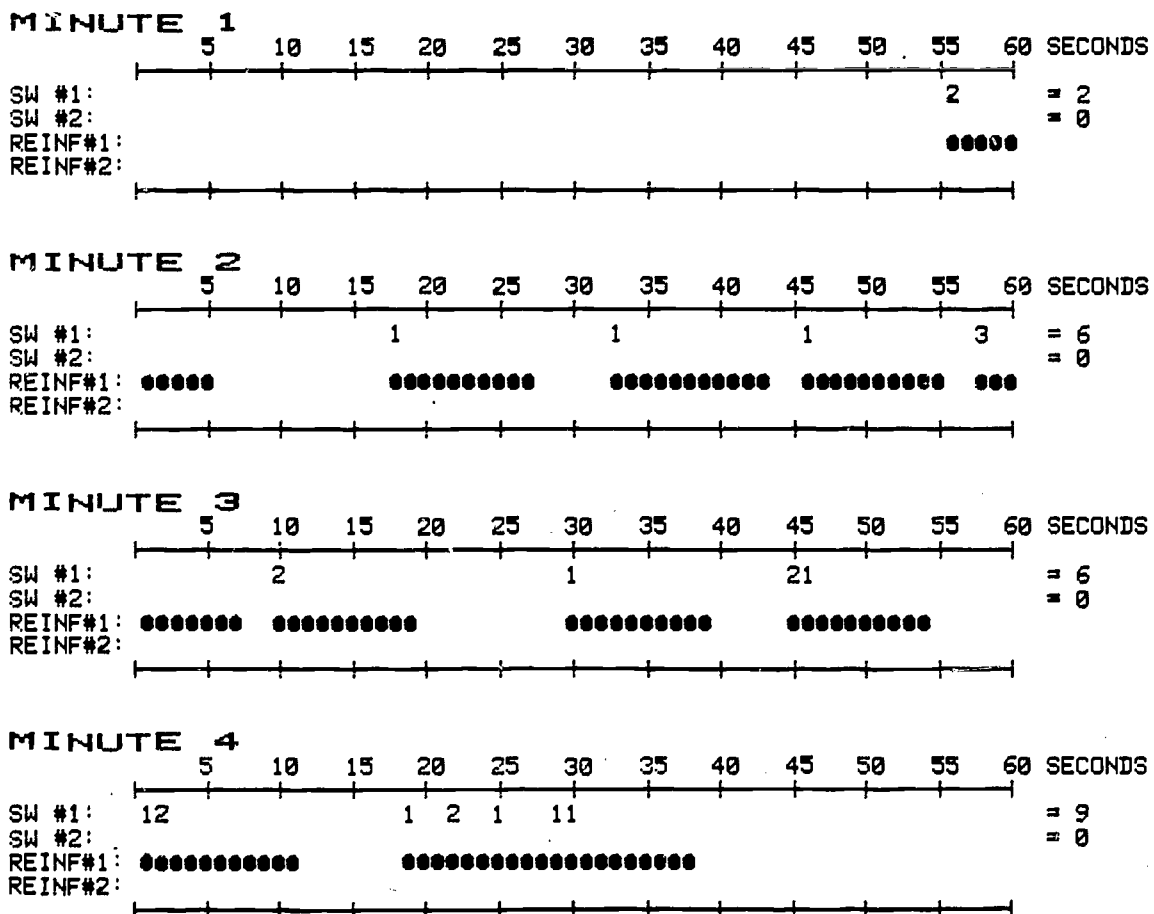 MINUTE 1
5 10 15 20 25 30 35 40 45 50 55 60 SECONDS
SW #1: 2 = 2
SW #2: = 0
REINF#1:
REINF#2:
MINUTE 2
5 10 15 20 25 30 35 40 45 50 55 60 SECONDS
SW #1: 1 1 1 3 = 6
SW #2: = 0
REINF#1:
REINF#2:
MINUTE 3
5 10 15 20 25 30 35 40 45 50 55 60 SECONDS
SW #1: 2 1 21 = 6
SW #2: = 0
REINF#1:
REINF#2:
MINUTE 4
5 10 15 20 25 30 35 40 45 50 55 60 SECONDS
SW #1: 12 1 2 1 11 = 9
SW #2: = 0
REINF#1:
REINF#2: